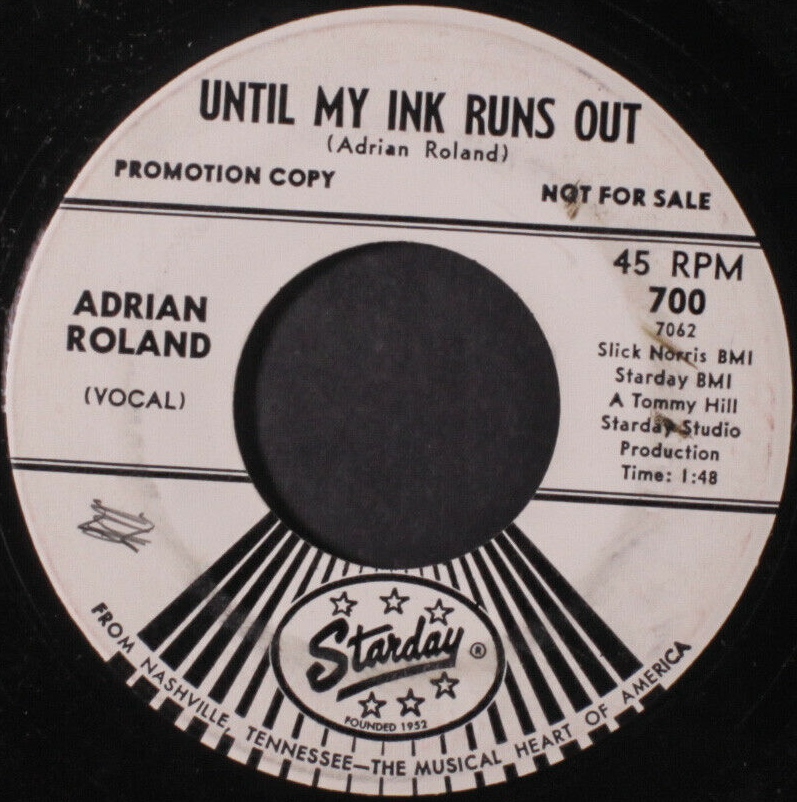 UNTIL MY INK RUNS OUT
(Adrian Roland)
PROMOTION COPY
NOT FOR SALE
ADRIAN
ROLAND
(VOCAL)
45 RPM
700
7062
Slick Norris BMI
Starday BMI
A Tommy Hill
Starday Studio
Production
Time: 1:48
Starday ®
FOUNDED 1952
FROM NASHVILLE, TENNESSEE—THE MUSICAL HEART OF AMERICA